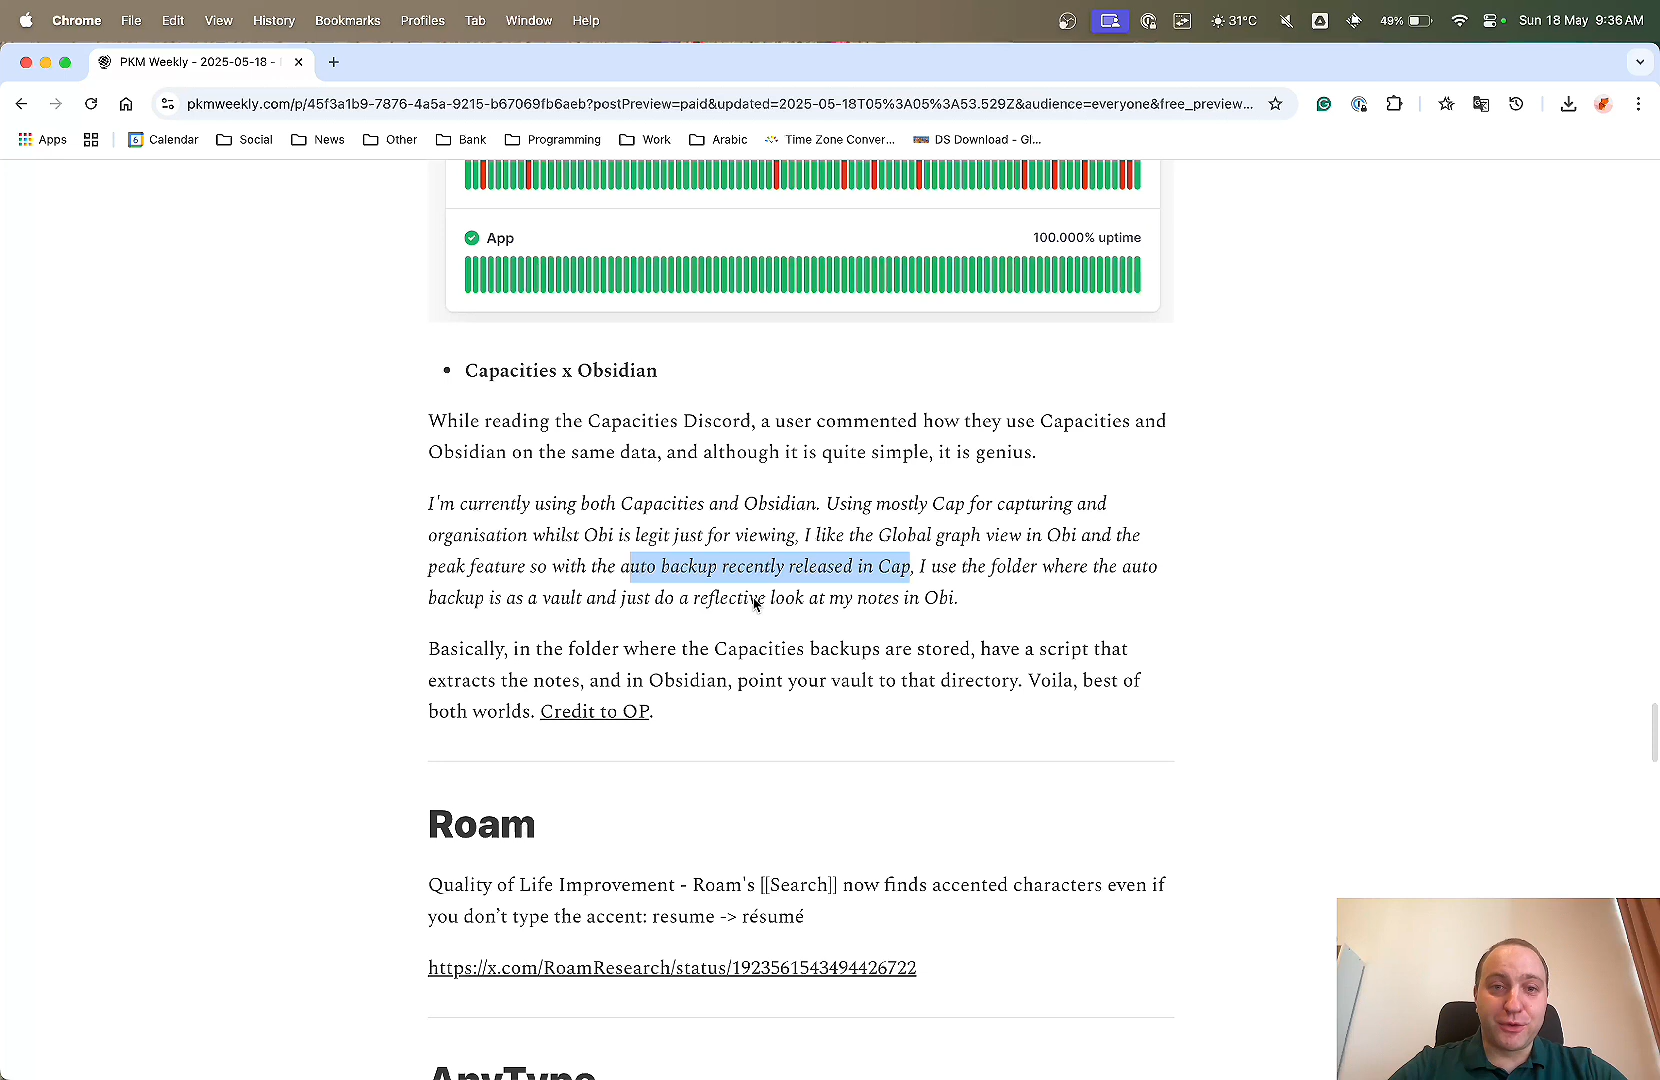 Chrome File Edit View History Bookmarks Profiles Tab Window Help 31°C 49% Sun 18 May 9:36 AM
PKM Weekly - 2025-05-18 -
pkmweekly.com/p/45f3a1b9-7876-4a5a-9215-b67069fb6aeb?postPreview=paid&updated=2025-05-18T05%3A05%3A53.529Z&audience=everyone&free_preview...
Apps Calendar Social News Other Bank Programming Work Arabic Time Zone Conver... DS Download - Gl...
App 100.000% uptime
• Capacities x Obsidian
While reading the Capacities Discord, a user commented how they use Capacities and
Obsidian on the same data, and although it is quite simple, it is genius.
I'm currently using both Capacities and Obsidian. Using mostly Cap for capturing and
organisation whilst Obi is legit just for viewing, I like the Global graph view in Obi and the
peak feature so with the auto backup recently released in Cap, I use the folder where the auto
backup is as a vault and just do a reflective look at my notes in Obi.
Basically, in the folder where the Capacities backups are stored, have a script that
extracts the notes, and in Obsidian, point your vault to that directory. Voila, best of
both worlds. Credit to OP.
Roam
Quality of Life Improvement - Roam's [[Search]] now finds accented characters even if
you don’t type the accent: resume -> résumé
https://x.com/RoamResearch/status/1923561543494426722
AnyType